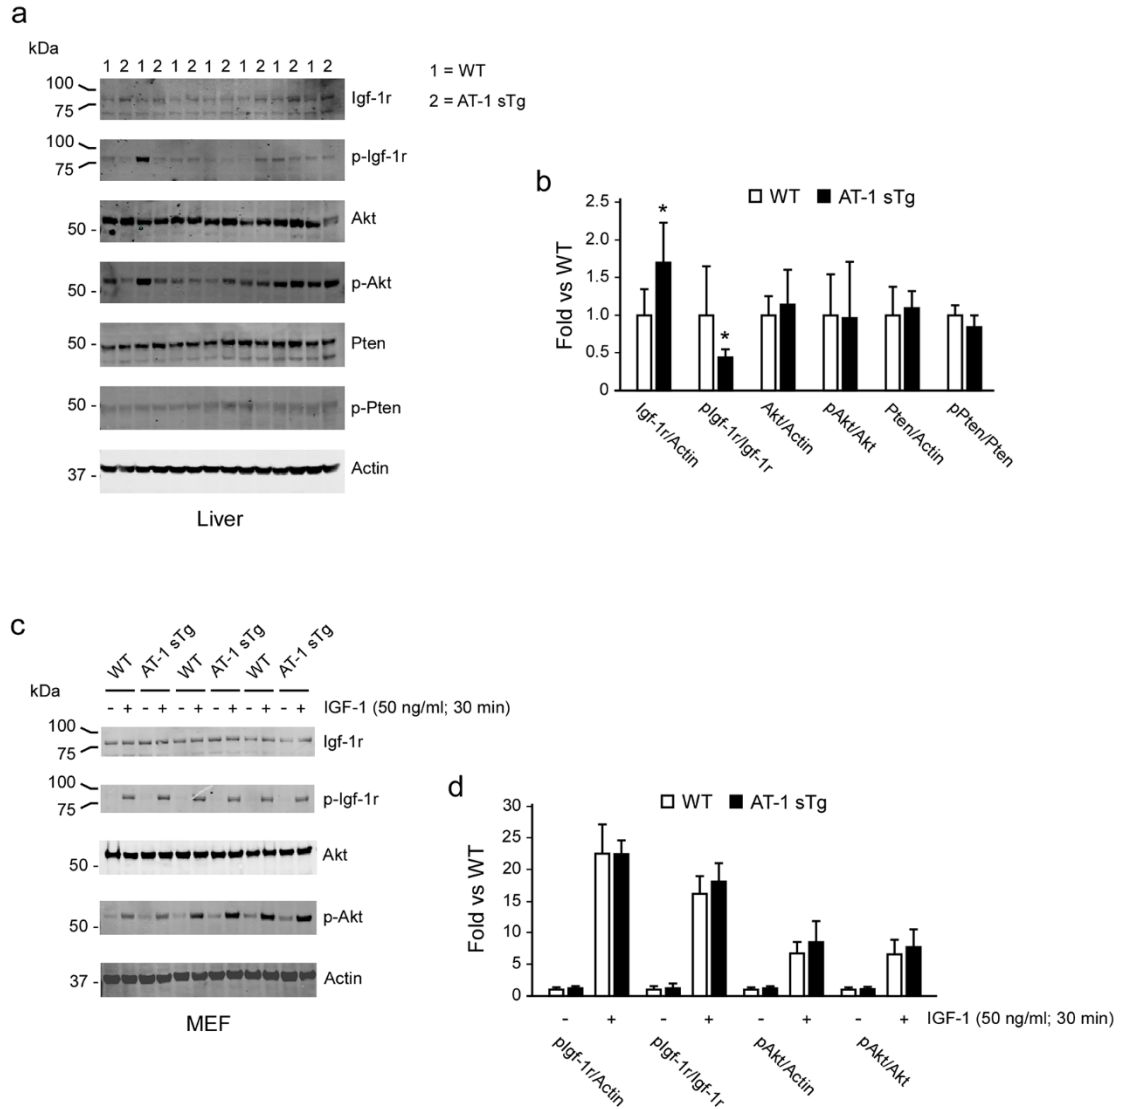 a
kDa
1 2 1 2 1 2 1 2 1 2 1 2 1 2
1 = WT
2 = AT-1 sTg
100
75
Igf-1r
100
75
p-Igf-1r
50 -
Akt
50 -
p-Akt
50 -
Pten
50 -
p-Pten
37 -
Actin
Liver
b
WT AT-1 sTg
Fold vs WT
2.5
2.0
1.5
1.0
0.5
0
* *
Igf-1r/Actin
pIgf-1r/Igf-1r
Akt/Actin
pAkt/Akt
Pten/Actin
pPten/Pten
c
WT AT-1 sTg WT AT-1 sTg WT AT-1 sTg
kDa
- + - + - + - + - + - + IGF-1 (50 ng/ml; 30 min)
100
75
Igf-1r
100
75
p-Igf-1r
50 -
Akt
50 -
p-Akt
37 -
Actin
MEF
d
WT AT-1 sTg
Fold vs WT
30
25
20
15
10
5
0
- + - + - + - + IGF-1 (50 ng/ml; 30 min)
pIgf-1r/Actin
pIgf-1r/Igf-1r
pAkt/Actin
pAkt/Akt